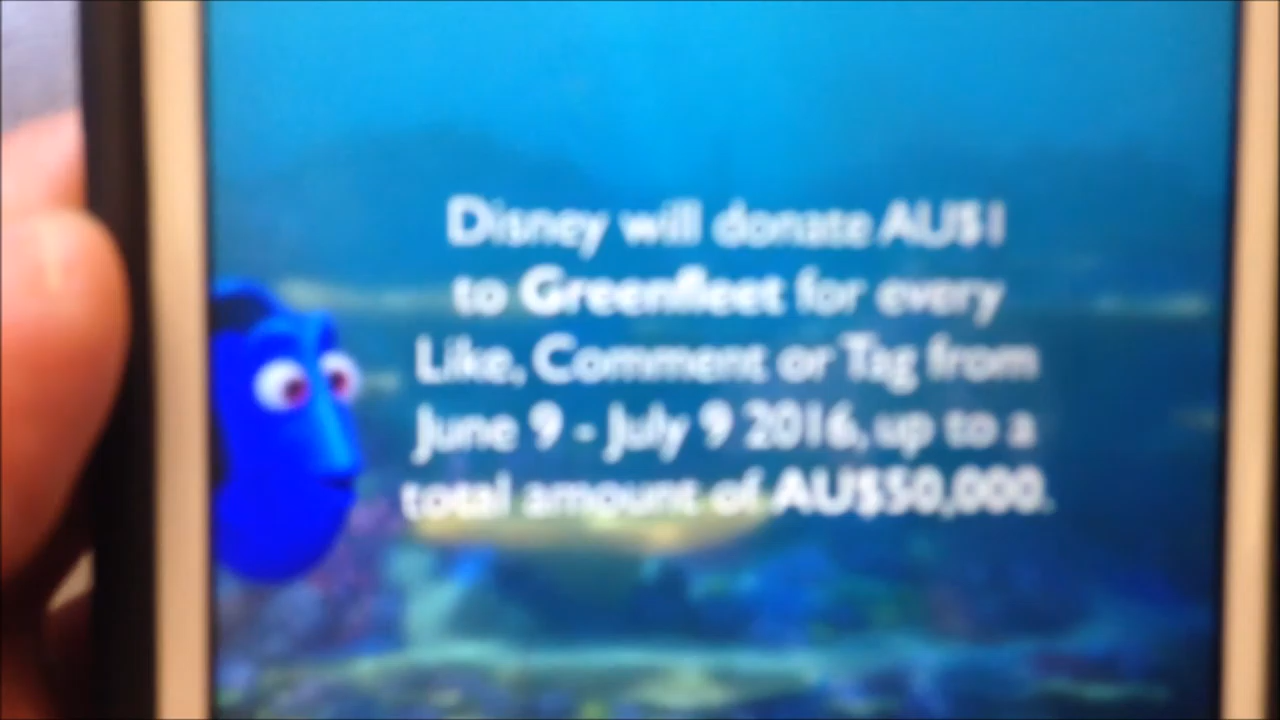 Disney will donate AU$1
to Greenfleet for every
Like, Comment or Tag from
June 9 - July 9 2016, up to a
total amount of AU$50,000.